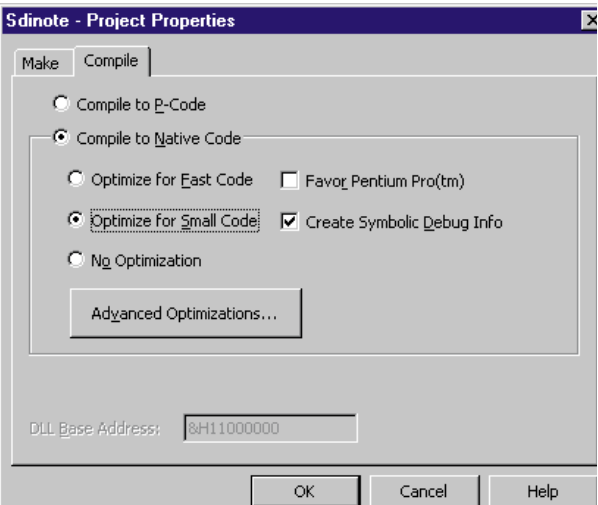 Sdinote - Project Properties
Make Compile
Compile to P-Code
Compile to Native Code
Optimize for Fast Code Favor Pentium Pro(tm)
Optimize for Small Code Create Symbolic Debug Info
No Optimization
Advanced Optimizations...
DLL Base Address: &H11000000
OK Cancel Help